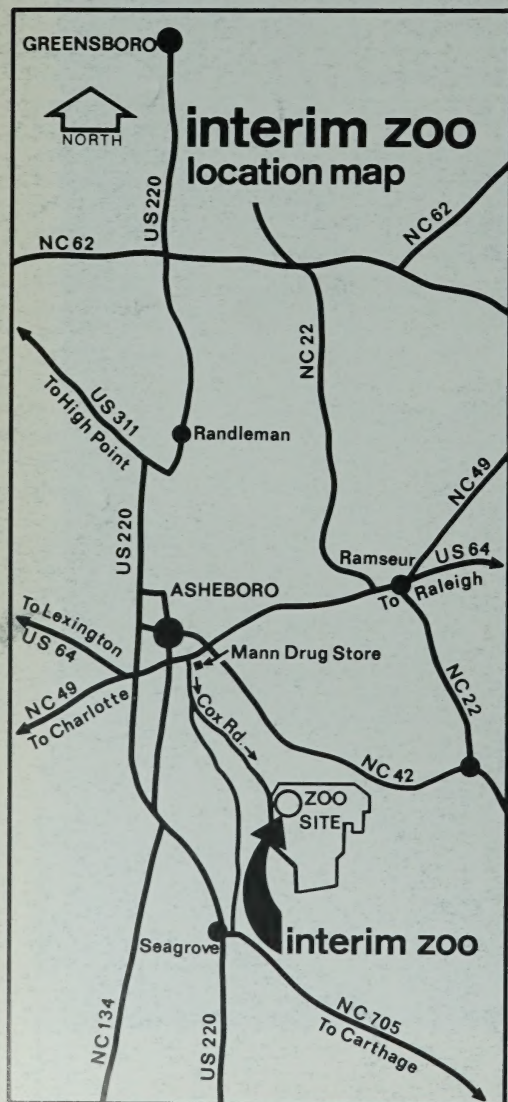 GREENSBORO
NORTH
interim zoo
location map
US 220
NC 62
NC 62
NC 22
US 311
To High Point
Randleman
NC 49
US 220
Ramseur
US 64
To Raleigh
ASHEBORO
To Lexington
US 64
Mann Drug Store
NC 49
To Charlotte
Cox Rd.
NC 22
NC 42
ZOO
SITE
interim zoo
Seagrove
NC 134
US 220
NC 705
To Carthage